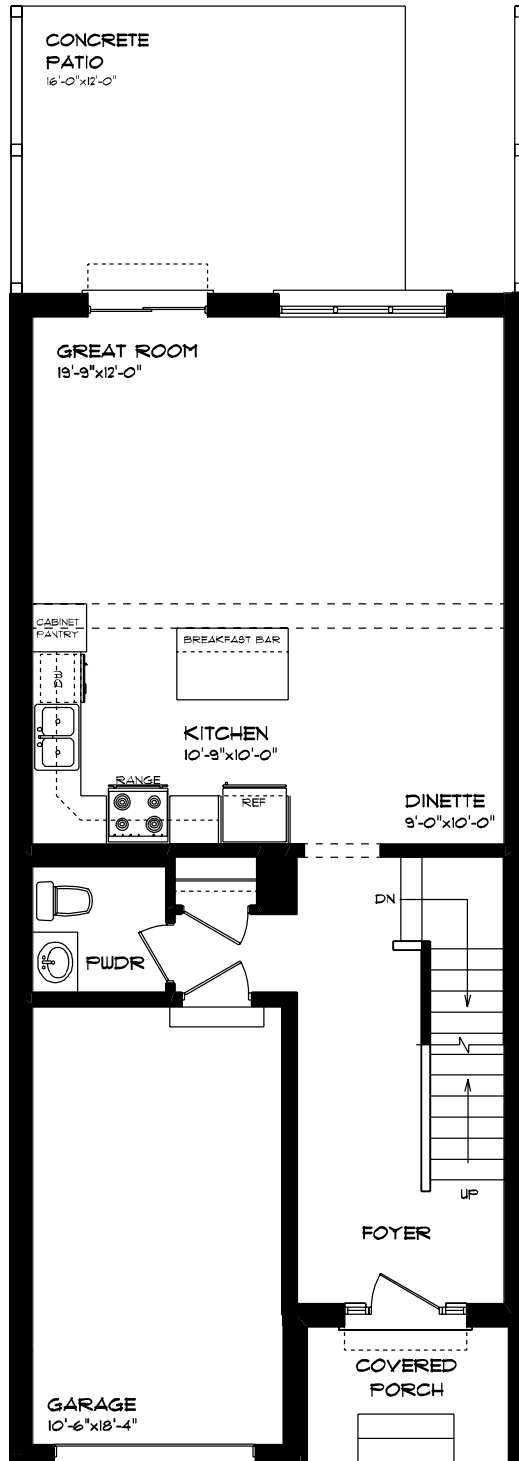 CONCRETE
PATIO
16'-0"x12'-0"
GREAT ROOM
19'-9"x12'-0"
CABINET
PANTRY
BREAKFAST BAR
KITCHEN
10'-9"x10'-0"
RANGE
REF
DINETTE
9'-0"x10'-0"
DN
PWDR
UP
FOYER
COVERED
PORCH
GARAGE
10'-6"x18'-4"